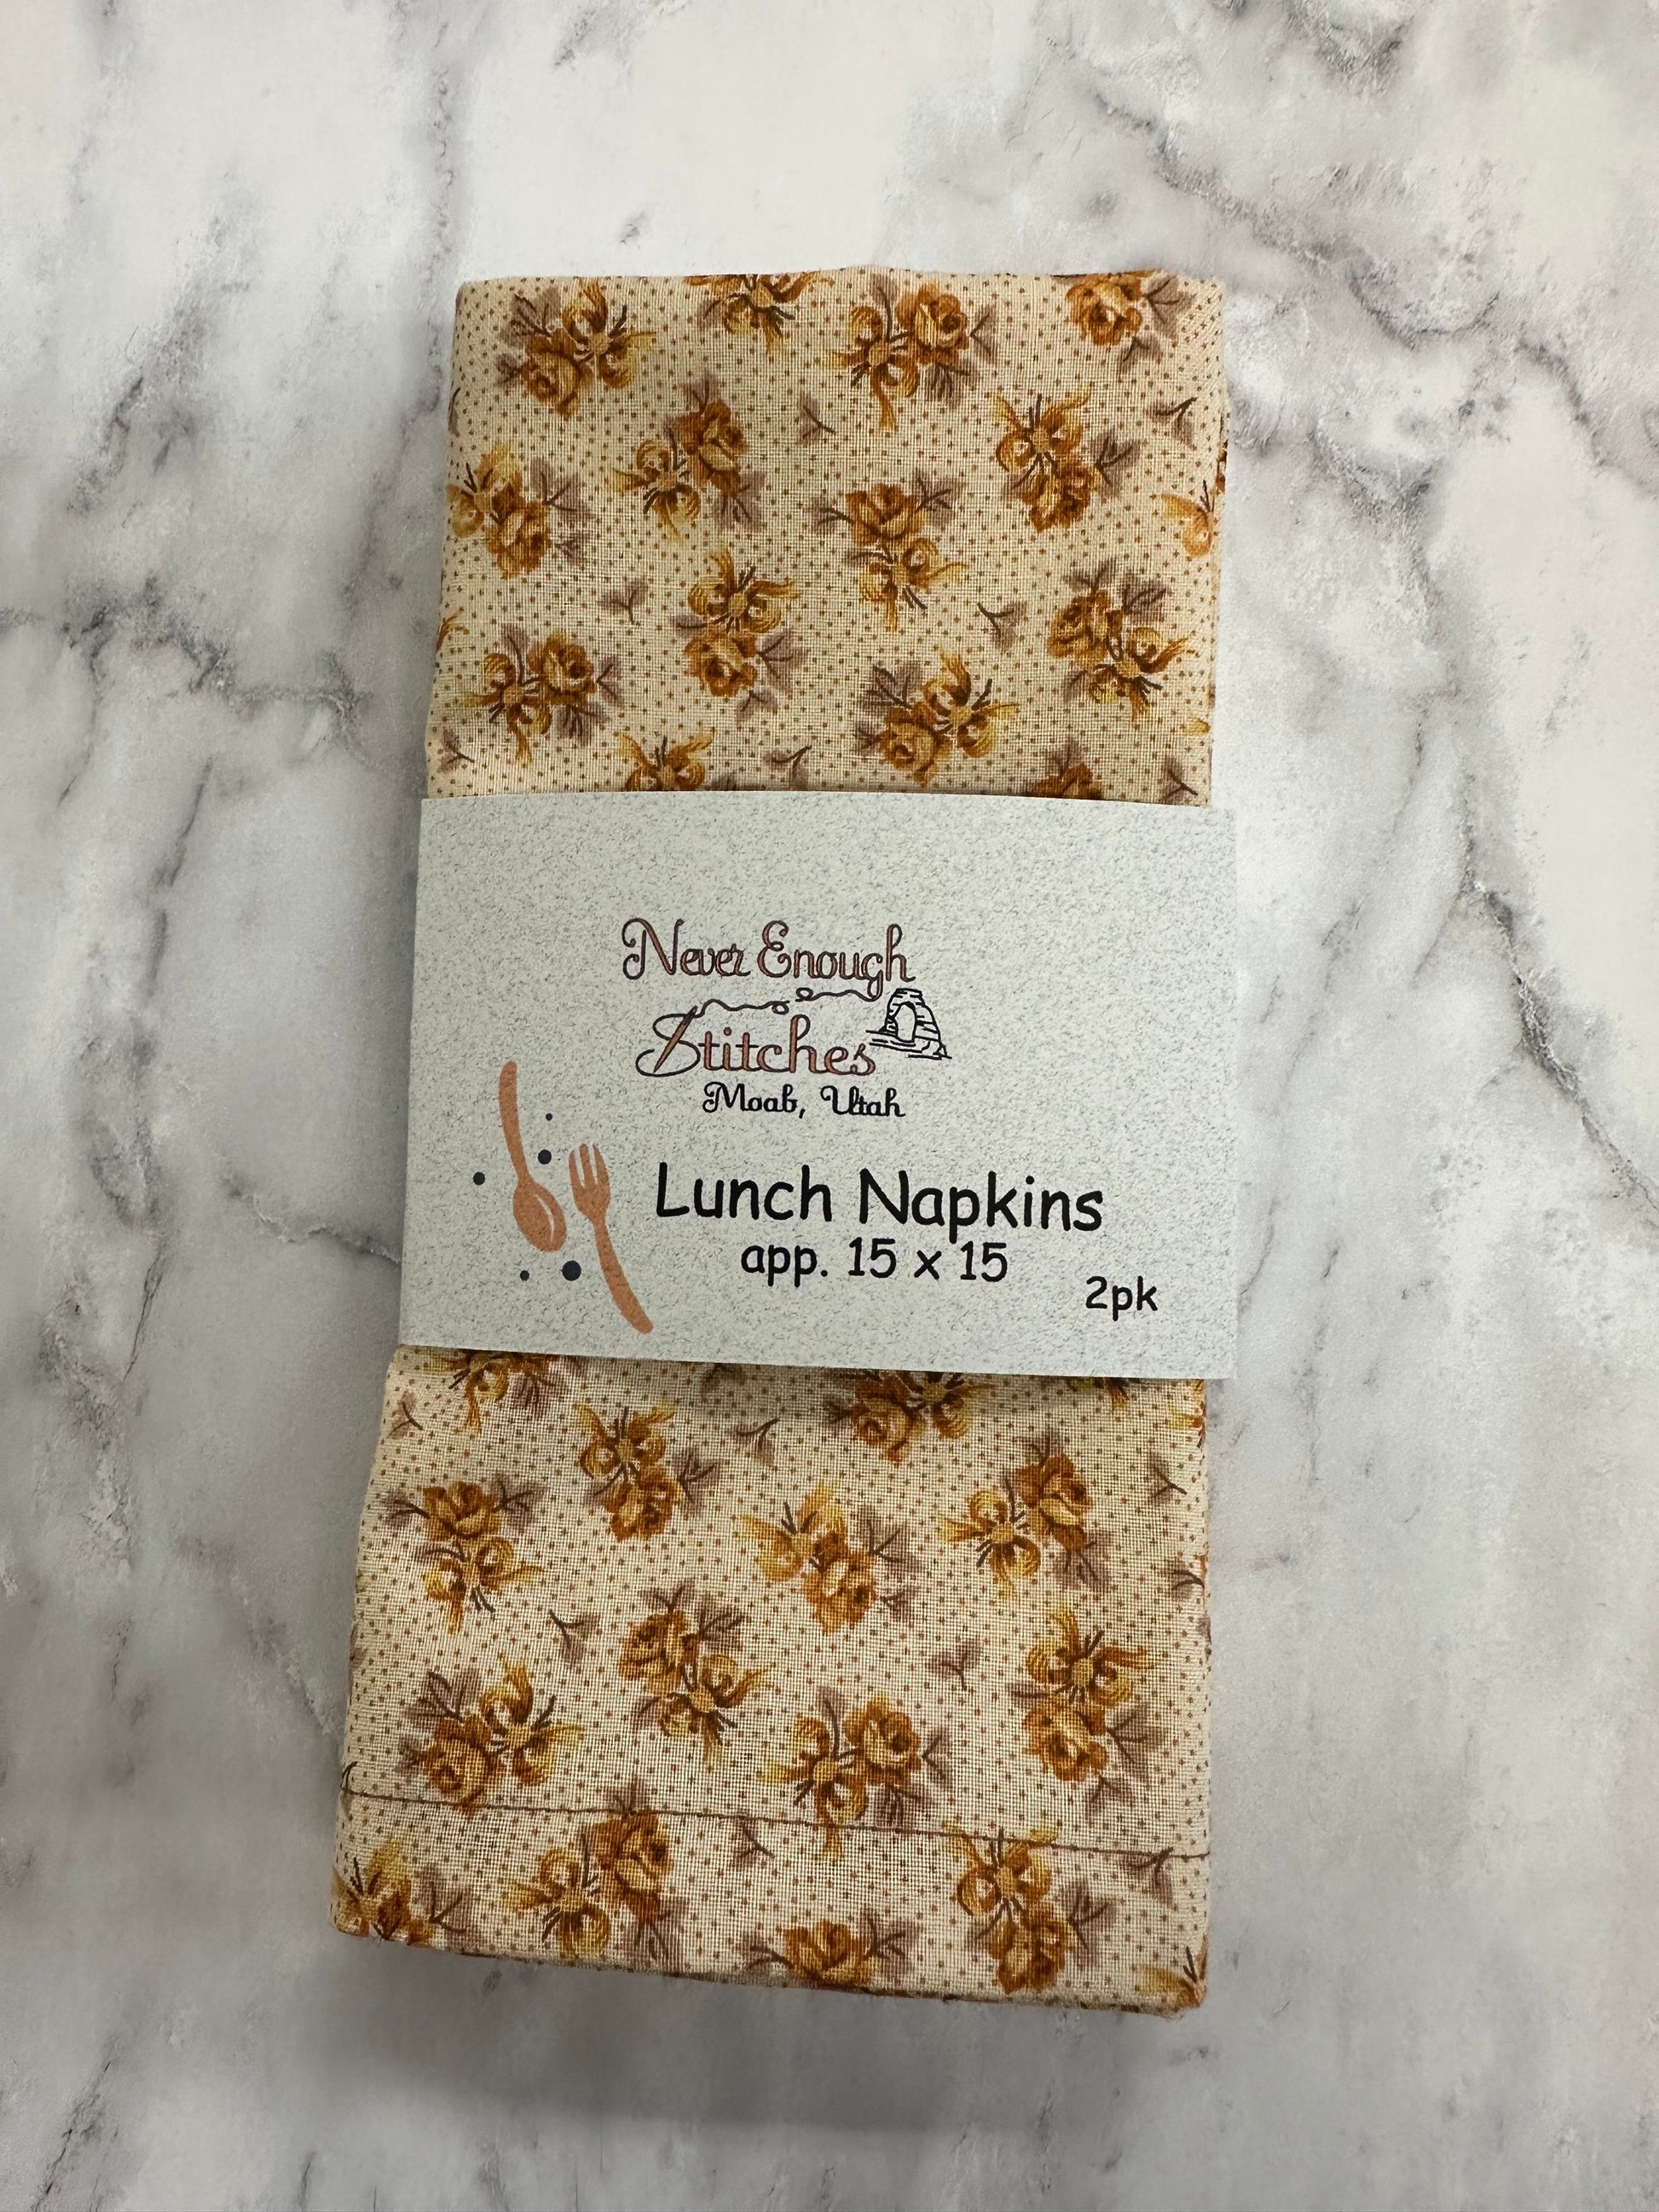 Never Enough
Stitches
Moab, Utah
Lunch Napkins
app. 15 x 15
2pk